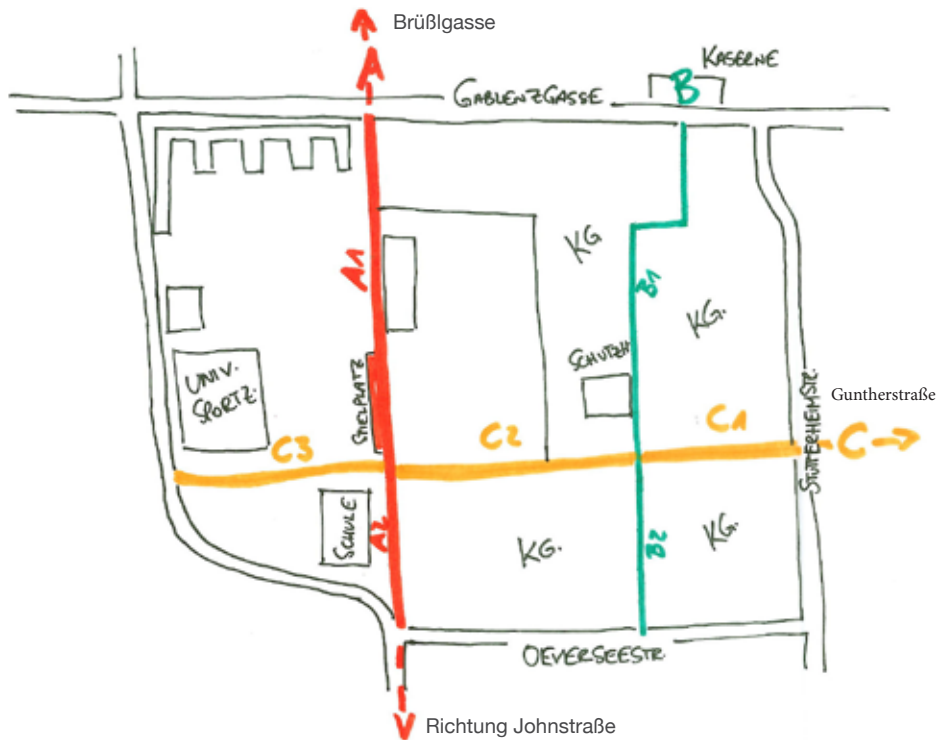 Brüßlgasse
A
KASERNE
B
GABLENZGASSE
A1
KG
B1
KG.
SCHUTZH
UNIV.
SPORTZ.
SPIELPLATZ
Guntherstraße
STUTTERHEIMSTR.
C3
C2
C1
C
SCHULE
A2
KG.
B2
KG.
OEVERSEESTR.
Richtung Johnstraße